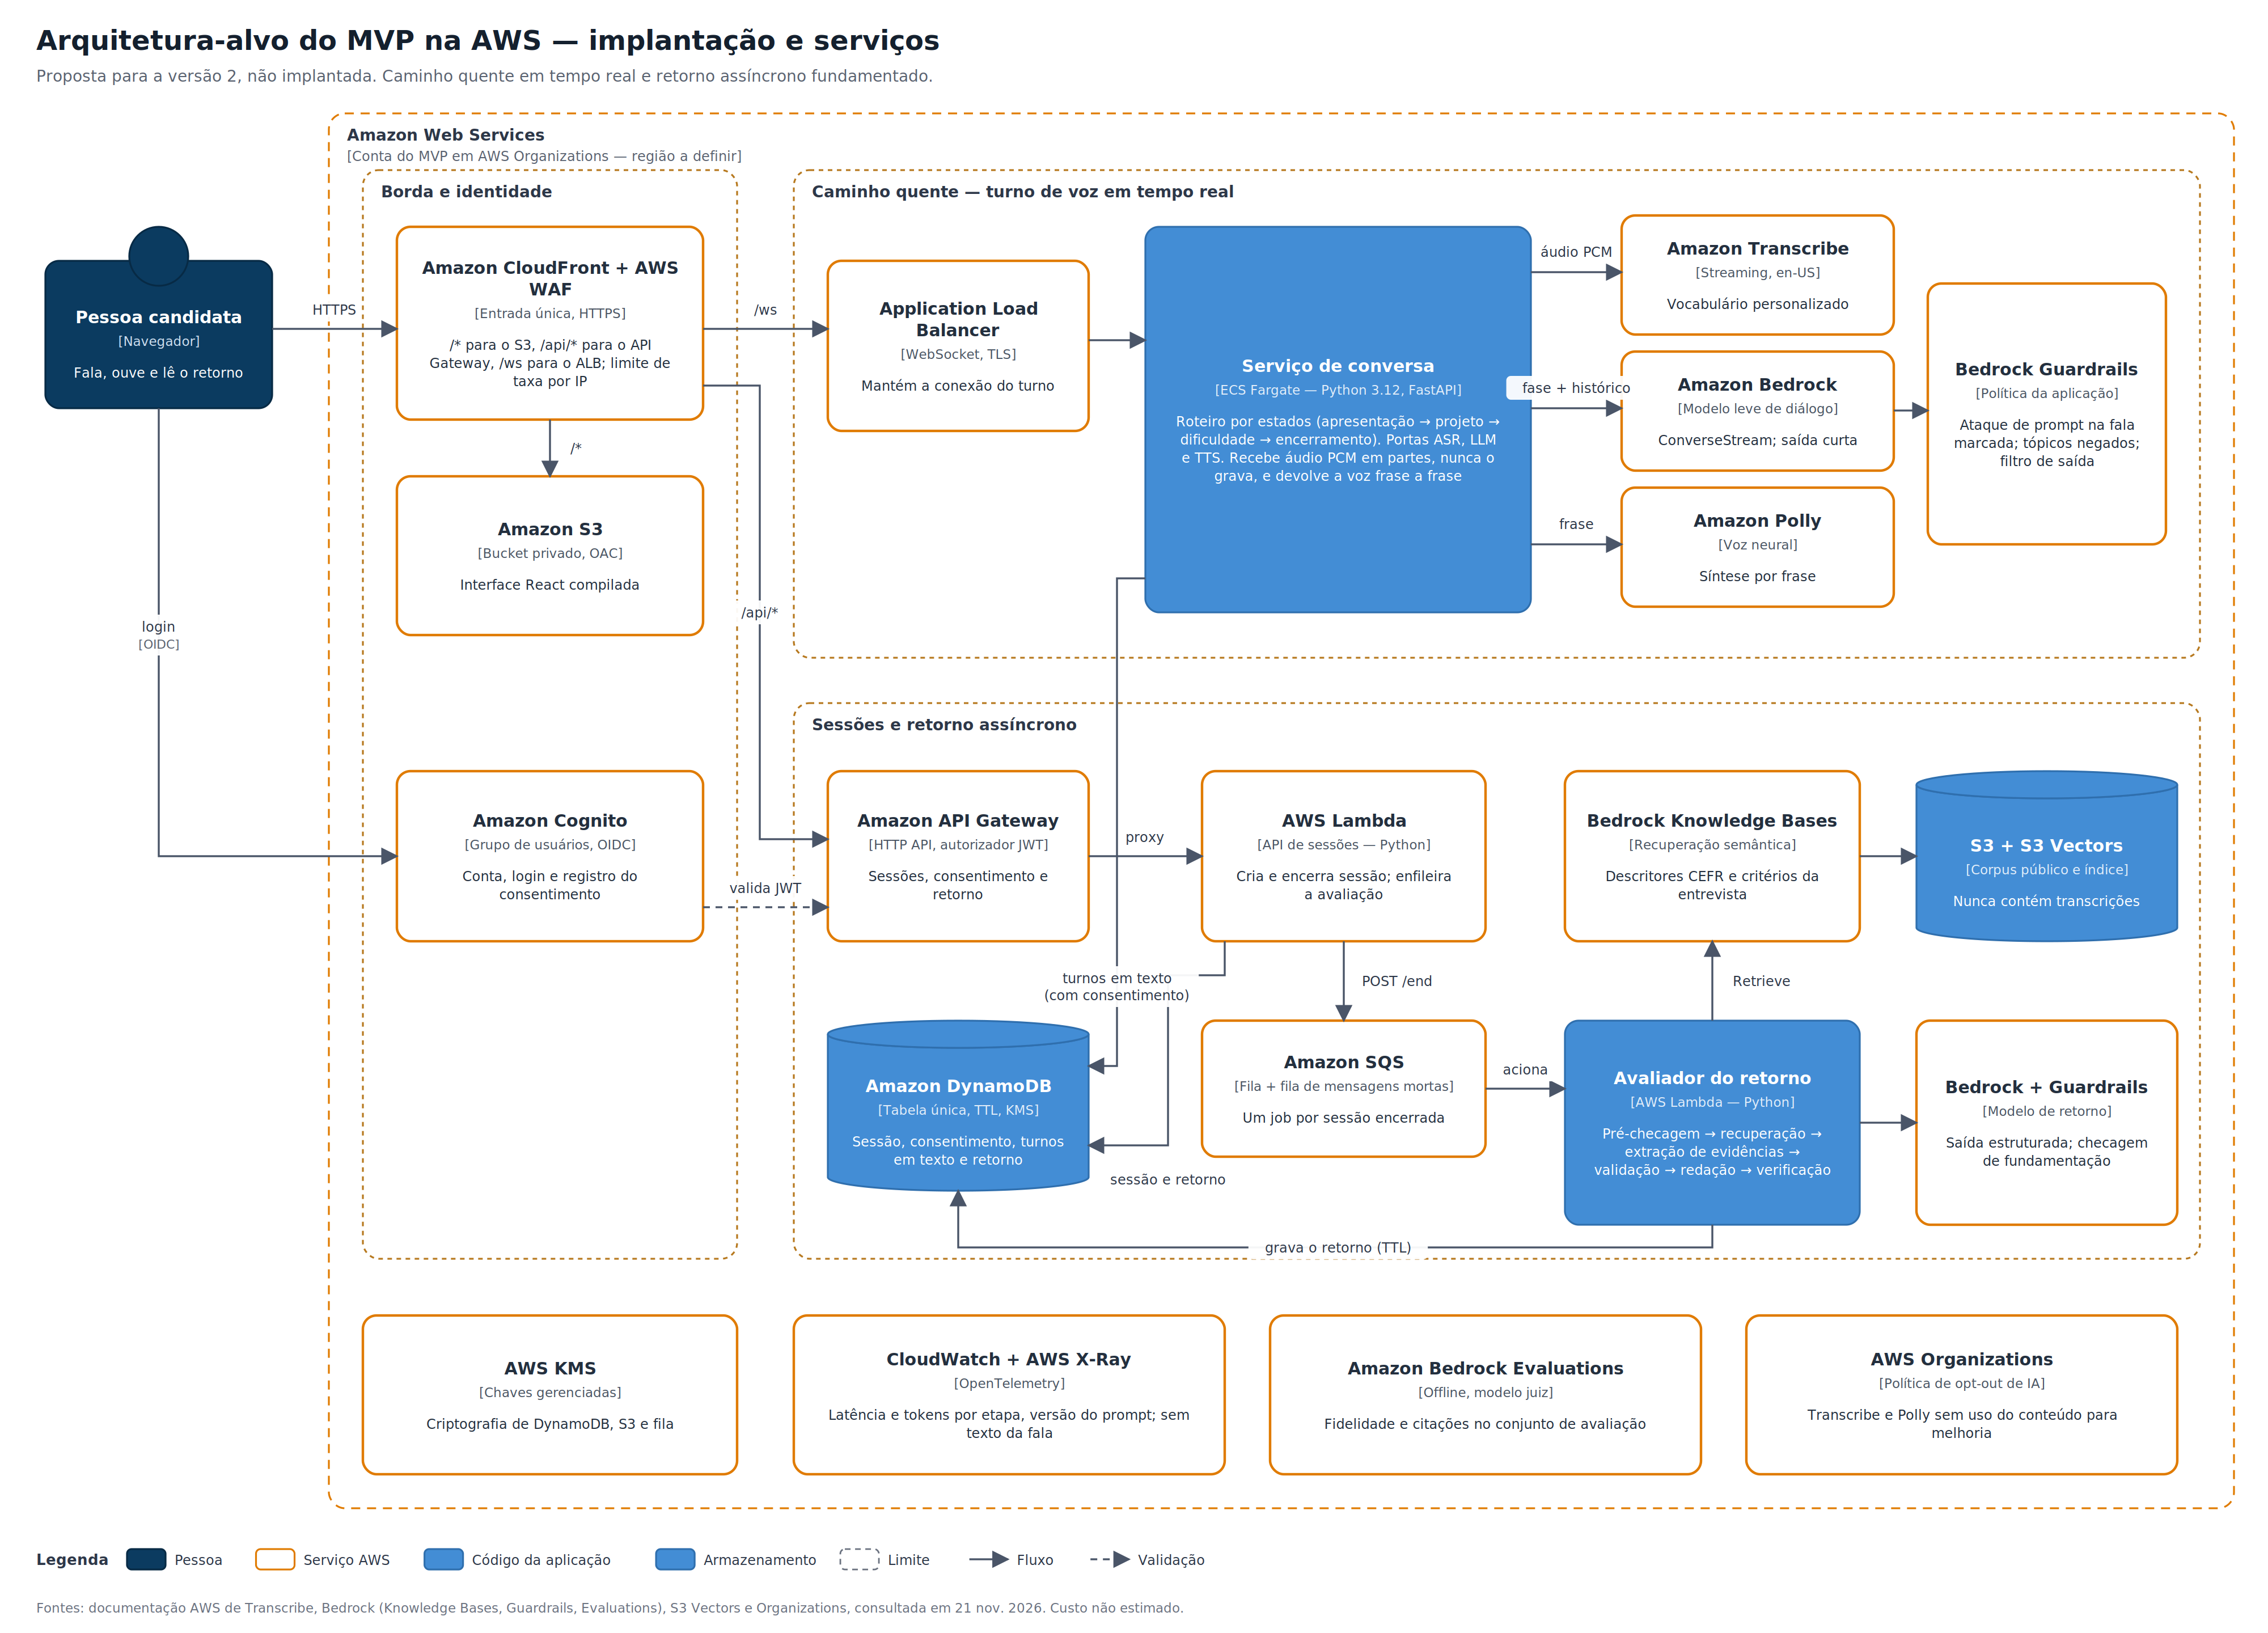 Arquitetura-alvo do MVP na AWS — implantação e serviços
Proposta para a versão 2, não implantada. Caminho quente em tempo real e retorno assíncrono fundamentado.
Amazon Web Services
[Conta do MVP em AWS Organizations — região a definir]
Borda e identidade
Caminho quente — turno de voz em tempo real
Pessoa candidata
[Navegador]
Fala, ouve e lê o retorno
HTTPS
Amazon CloudFront + AWS
WAF
[Entrada única, HTTPS]
/* para o S3, /api/* para o API
Gateway, /ws para o ALB; limite de
taxa por IP
/ws
Application Load
Balancer
[WebSocket, TLS]
Mantém a conexão do turno
Serviço de conversa
[ECS Fargate — Python 3.12, FastAPI]
Roteiro por estados (apresentação → projeto →
dificuldade → encerramento). Portas ASR, LLM
e TTS. Recebe áudio PCM em partes, nunca o
grava, e devolve a voz frase a frase
áudio PCM
Amazon Transcribe
[Streaming, en-US]
Vocabulário personalizado
fase + histórico
Amazon Bedrock
[Modelo leve de diálogo]
ConverseStream; saída curta
Bedrock Guardrails
[Política da aplicação]
Ataque de prompt na fala
marcada; tópicos negados;
filtro de saída
frase
Amazon Polly
[Voz neural]
Síntese por frase
/*
Amazon S3
[Bucket privado, OAC]
Interface React compilada
/api/*
login
[OIDC]
Sessões e retorno assíncrono
Amazon Cognito
[Grupo de usuários, OIDC]
Conta, login e registro do
consentimento
valida JWT
Amazon API Gateway
[HTTP API, autorizador JWT]
Sessões, consentimento e
retorno
proxy
AWS Lambda
[API de sessões — Python]
Cria e encerra sessão; enfileira
a avaliação
Bedrock Knowledge Bases
[Recuperação semântica]
Descritores CEFR e critérios da
entrevista
S3 + S3 Vectors
[Corpus público e índice]
Nunca contém transcrições
turnos em texto
(com consentimento)
POST /end
Retrieve
Amazon DynamoDB
[Tabela única, TTL, KMS]
Sessão, consentimento, turnos
em texto e retorno
sessão e retorno
Amazon SQS
[Fila + fila de mensagens mortas]
Um job por sessão encerrada
aciona
Avaliador do retorno
[AWS Lambda — Python]
Pré-checagem → recuperação →
extração de evidências →
validação → redação → verificação
Bedrock + Guardrails
[Modelo de retorno]
Saída estruturada; checagem
de fundamentação
grava o retorno (TTL)
AWS KMS
[Chaves gerenciadas]
Criptografia de DynamoDB, S3 e fila
CloudWatch + AWS X-Ray
[OpenTelemetry]
Latência e tokens por etapa, versão do prompt; sem
texto da fala
Amazon Bedrock Evaluations
[Offline, modelo juiz]
Fidelidade e citações no conjunto de avaliação
AWS Organizations
[Política de opt-out de IA]
Transcribe e Polly sem uso do conteúdo para
melhoria
Legenda
Pessoa
Serviço AWS
Código da aplicação
Armazenamento
Limite
Fluxo
Validação
Fontes: documentação AWS de Transcribe, Bedrock (Knowledge Bases, Guardrails, Evaluations), S3 Vectors e Organizations, consultada em 21 nov. 2026. Custo não estimado.